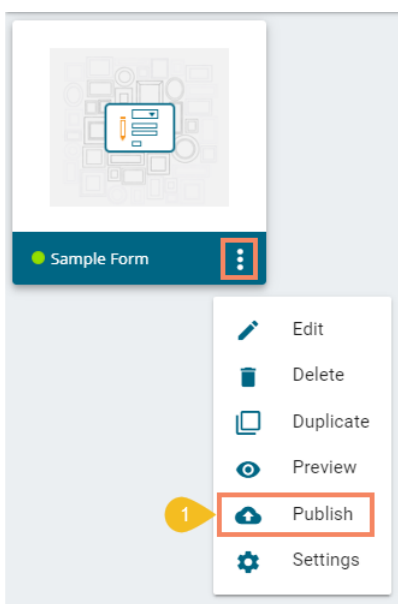 Sample Form
Edit
Delete
Duplicate
Preview
1 Publish
Settings